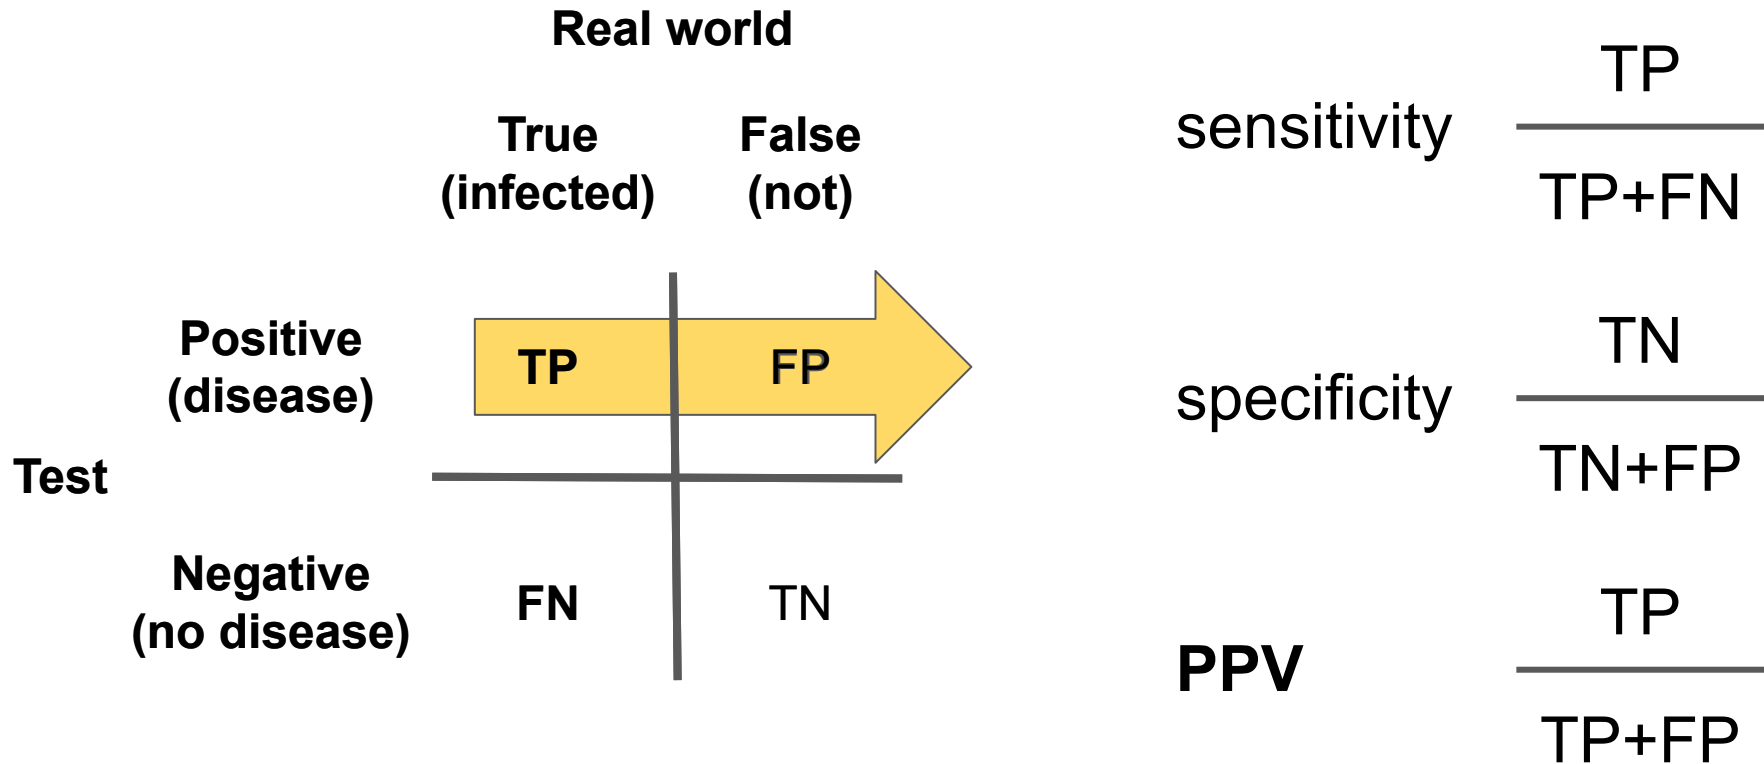 Real world
True
(infected)
False
(not)
Positive
(disease)
TP
FP
Test
Negative
(no disease)
FN
TN
sensitivity
TP
TP+FN
specificity
TN
TN+FP
PPV
TP
TP+FP